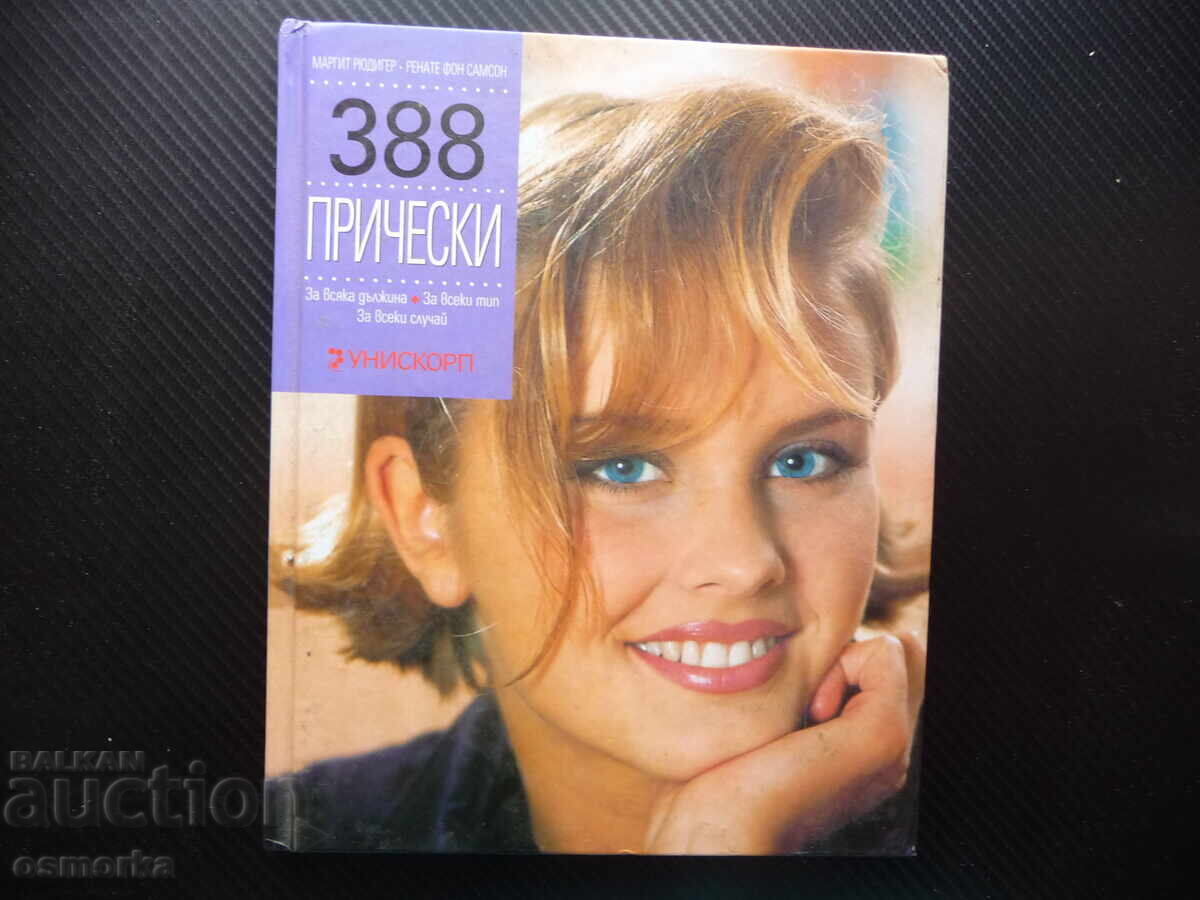 МАРГИТ РЮДИГЕР • РЕНАТЕ ФОН САМСОН
388
ПРИЧЕСКИ
За всяка дължина ♦ За всеки тип
За всеки случай
УНИСКОРП
BALKAN
auction
osmorka